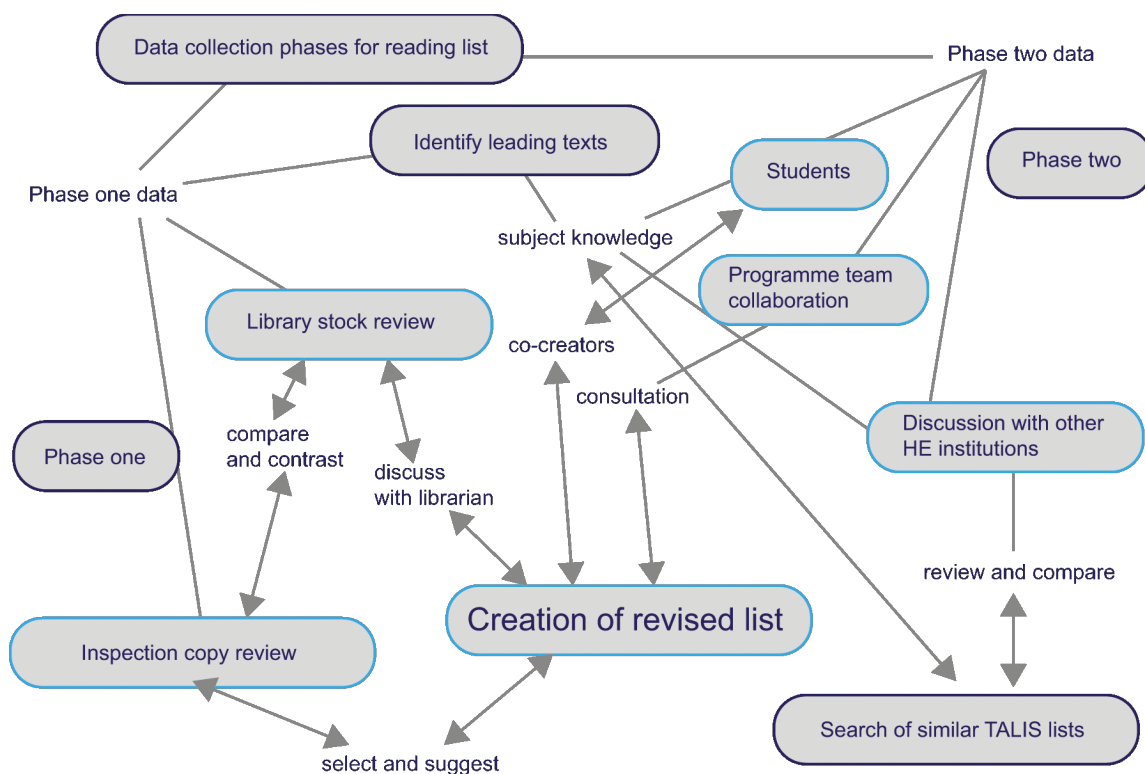 Data collection phases for reading list
Phase two data
Identify leading texts
Students
Phase two
Phase one data
subject knowledge
Programme team
collaboration
Library stock review
co-creators
consultation
Discussion with other
HE institutions
compare
and contrast
Phase one
discuss
with librarian
review and compare
Creation of revised list
Inspection copy review
Search of similar TALIS lists
select and suggest